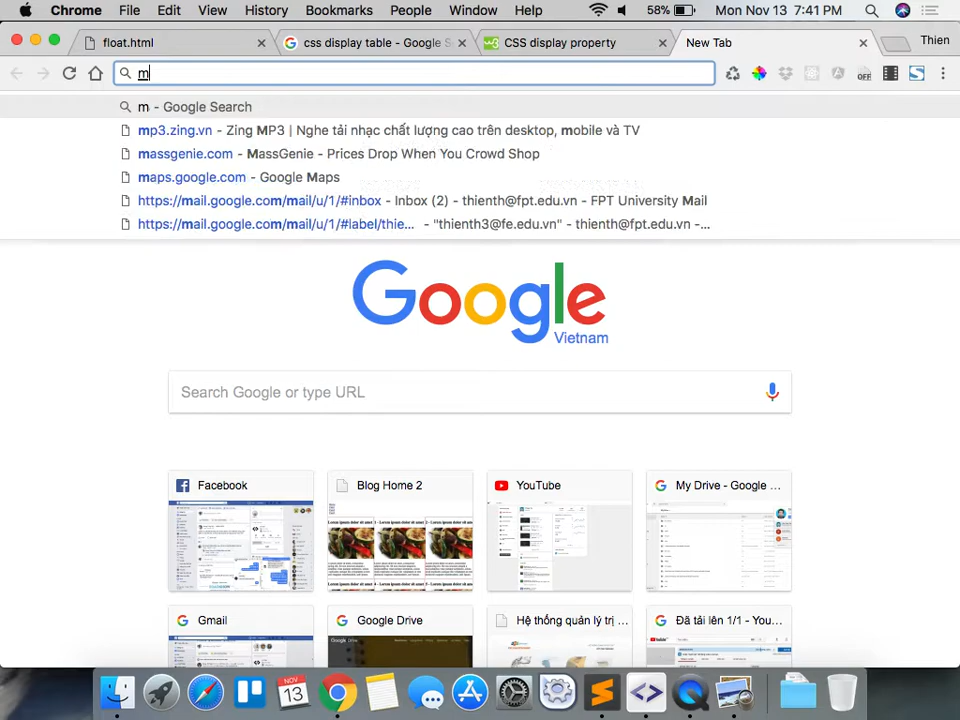 Chrome File Edit View History Bookmarks People Window Help 58% Mon Nov 13 7:41 PM
float.html css display table - Google S CSS display property New Tab Thien
m
m - Google Search
mp3.zing.vn - Zing MP3 | Nghe tải nhạc chất lượng cao trên desktop, mobile và TV
massgenie.com - MassGenie - Prices Drop When You Crowd Shop
maps.google.com - Google Maps
https://mail.google.com/mail/u/1/#inbox - Inbox (2) - thienth@fpt.edu.vn - FPT University Mail
https://mail.google.com/mail/u/1/#label/thie... - "thienth3@fe.edu.vn" - thienth@fpt.edu.vn -...
Google
Vietnam
Search Google or type URL
Facebook Blog Home 2 YouTube My Drive - Google ...
Gmail Google Drive Hệ thống quản lý trị ... Đã tải lên 1/1 - You...
NOV
13